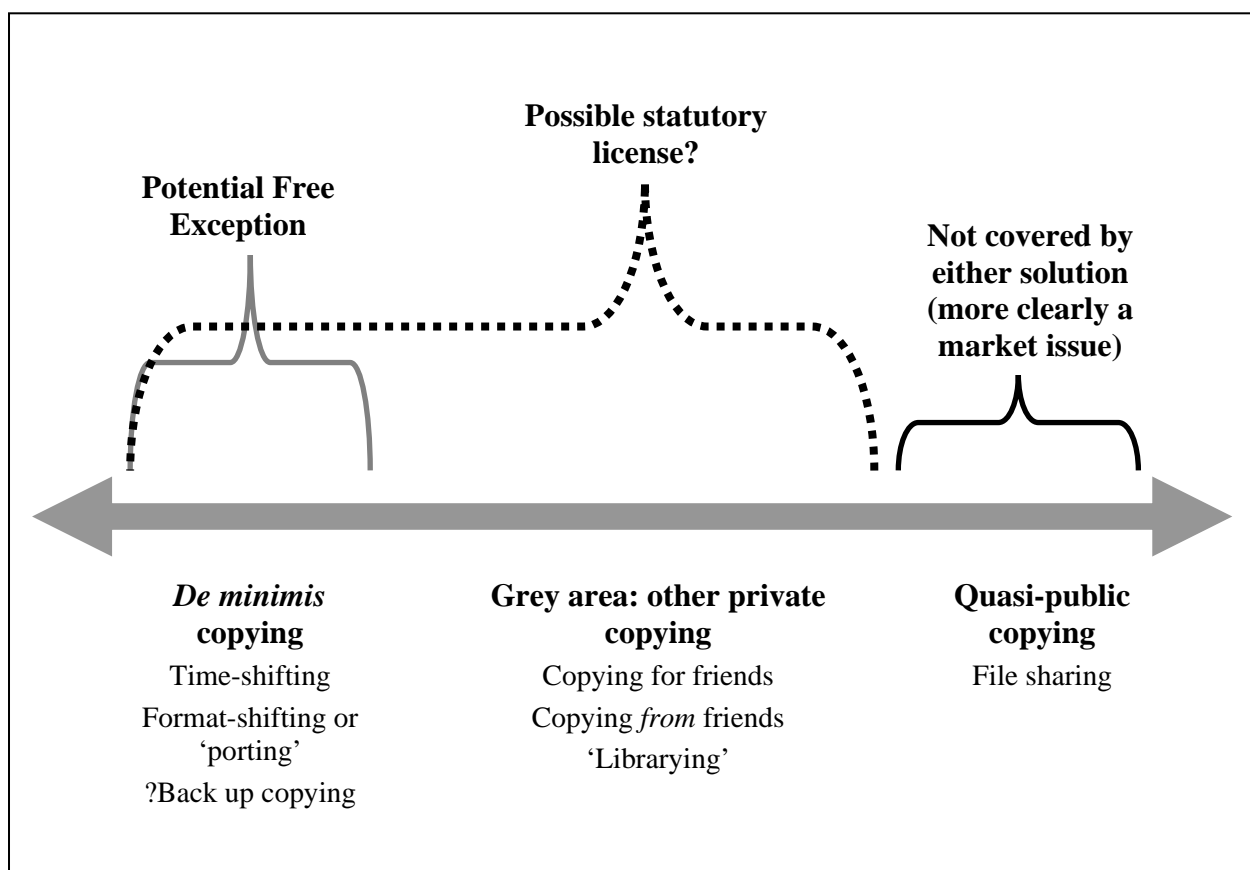 Possible statutory
license?
Potential Free
Exception
Not covered by
either solution
(more clearly a
market issue)
De minimis
copying
Time-shifting
Format-shifting or
‘porting’
?Back up copying
Grey area: other private
copying
Copying for friends
Copying from friends
‘Librarying’
Quasi-public
copying
File sharing